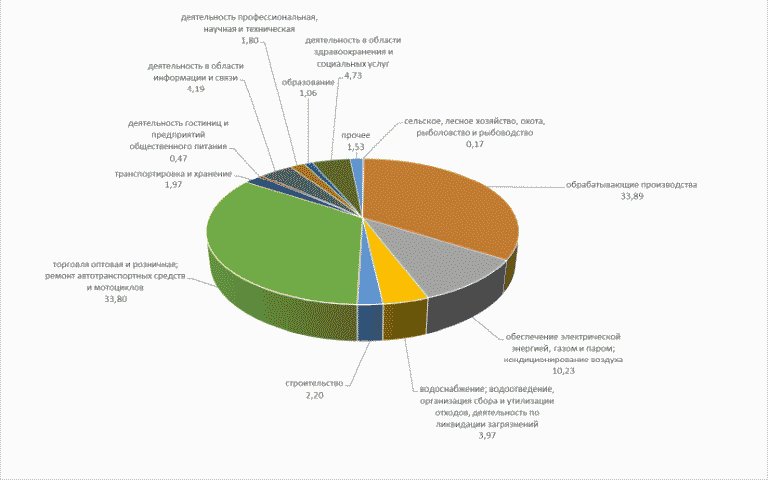 деятельность профессиональная,
научная и техническая
1,80
деятельность в области
здравоохранения и
социальных услуг
4,73
деятельность в области
информации и связи
4,19
образование
1,06
деятельность гостиниц и
предприятий
общественного питания
0,47
прочее
1,53
сельское, лесное хозяйство, охота,
рыболовство и рыбоводство
0,17
транспортировка и хранение
1,97
обрабатывающие производства
33,89
торговля оптовая и розничная;
ремонт автотранспортных средств
и мотоциклов
33,80
обеспечение электрической
энергией, газом и паром;
кондиционирование воздуха
10,23
строительство
2,20
водоснабжение; водоотведение,
организация сбора и утилизации
отходов, деятельность по
ликвидации загрязнений
3,97